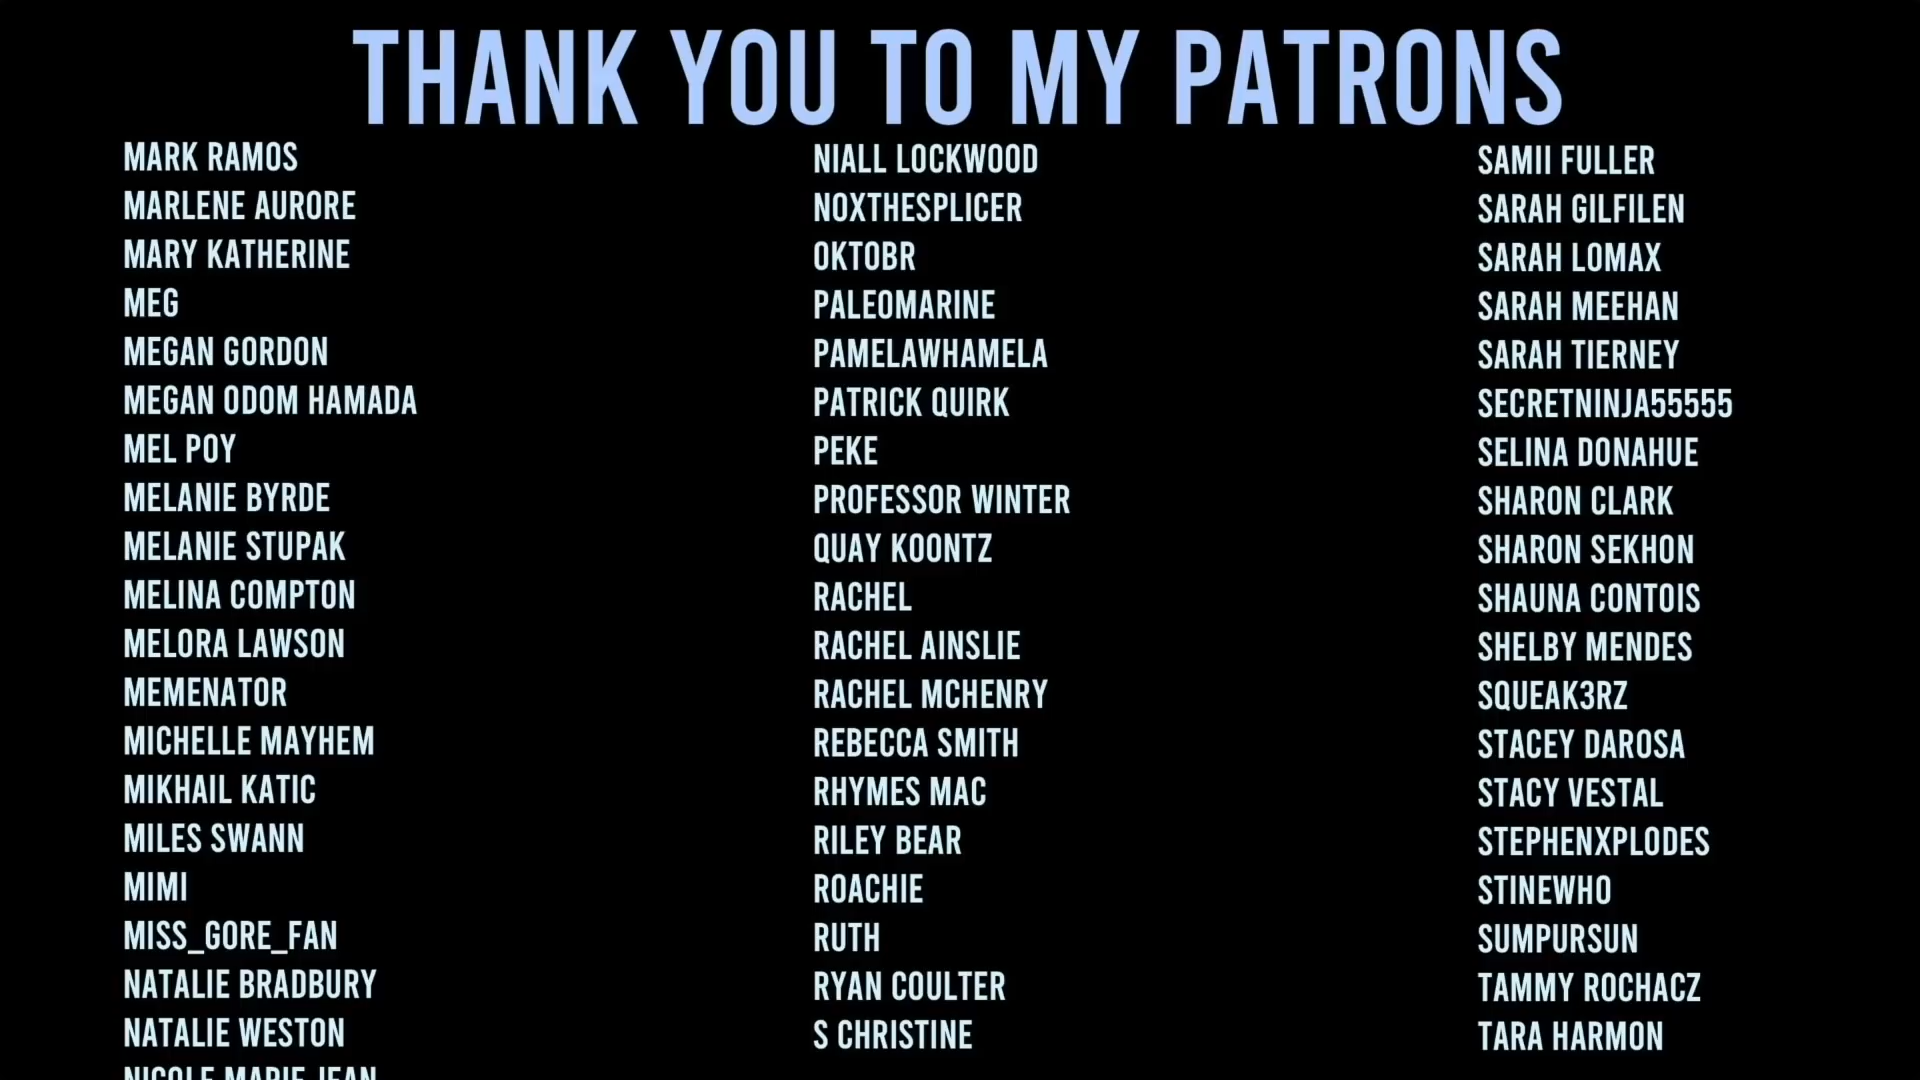 THANK YOU TO MY PATRONS
MARK RAMOS
MARLENE AURORE
MARY KATHERINE
MEG
MEGAN GORDON
MEGAN ODOM HAMADA
MEL POY
MELANIE BYRDE
MELANIE STUPAK
MELINA COMPTON
MELORA LAWSON
MEMENATOR
MICHELLE MAYHEM
MIKHAIL KATIC
MILES SWANN
MIMI
MISS_GORE_FAN
NATALIE BRADBURY
NATALIE WESTON
NICOLE MARIE JEAN
NIALL LOCKWOOD
NOXTHESPLICER
OKTOBR
PALEOMARINE
PAMELAWHAMELA
PATRICK QUIRK
PEKE
PROFESSOR WINTER
QUAY KOONTZ
RACHEL
RACHEL AINSLIE
RACHEL MCHENRY
REBECCA SMITH
RHYMES MAC
RILEY BEAR
ROACHIE
RUTH
RYAN COULTER
S CHRISTINE
SAMII FULLER
SARAH GILFILEN
SARAH LOMAX
SARAH MEEHAN
SARAH TIERNEY
SECRETNINJA55555
SELINA DONAHUE
SHARON CLARK
SHARON SEKHON
SHAUNA CONTOIS
SHELBY MENDES
SQUEAK3RZ
STACEY DAROSA
STACY VESTAL
STEPHENXPLODES
STINEWHO
SUMPURSUN
TAMMY ROCHACZ
TARA HARMON